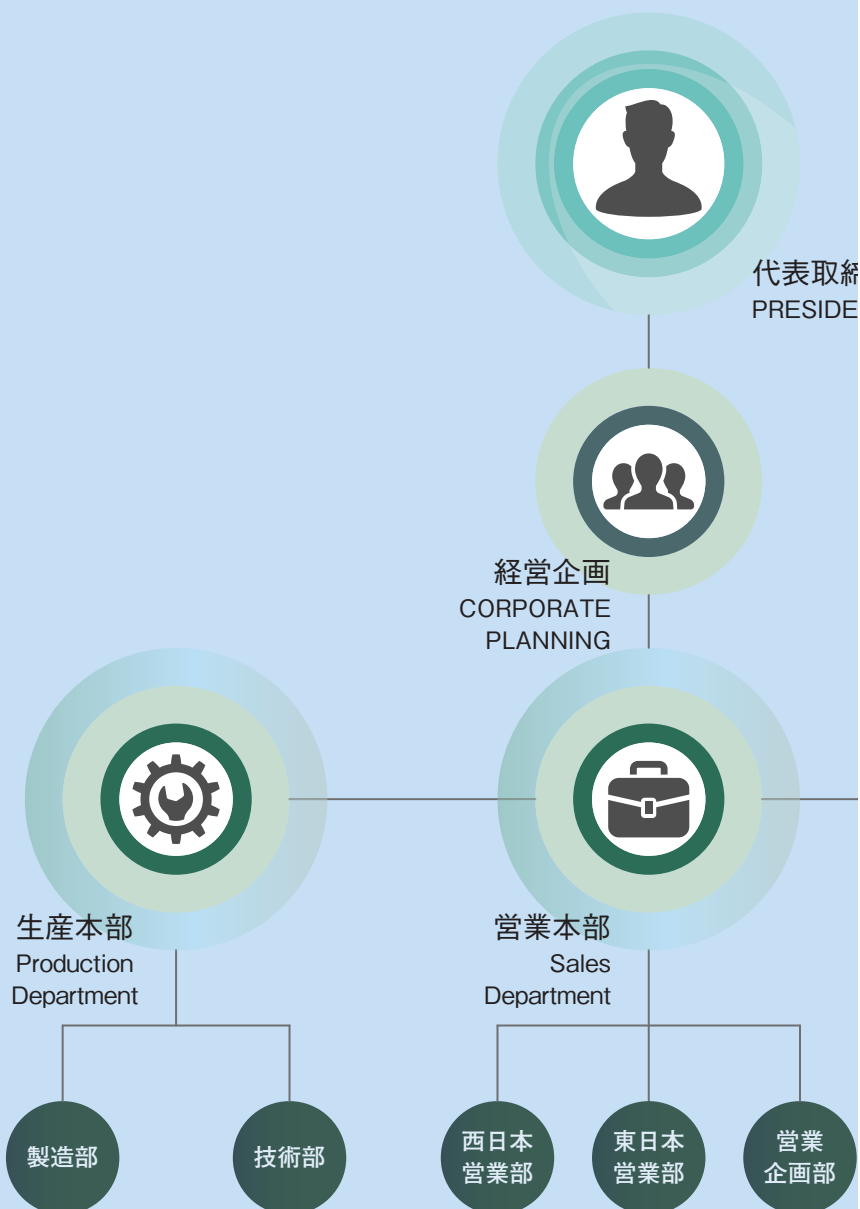 代表取締
PRESIDE
経営企画
CORPORATE
PLANNING
生産本部
Production
Department
営業本部
Sales
Department
製造部
技術部
西日本
営業部
東日本
営業部
営業
企画部